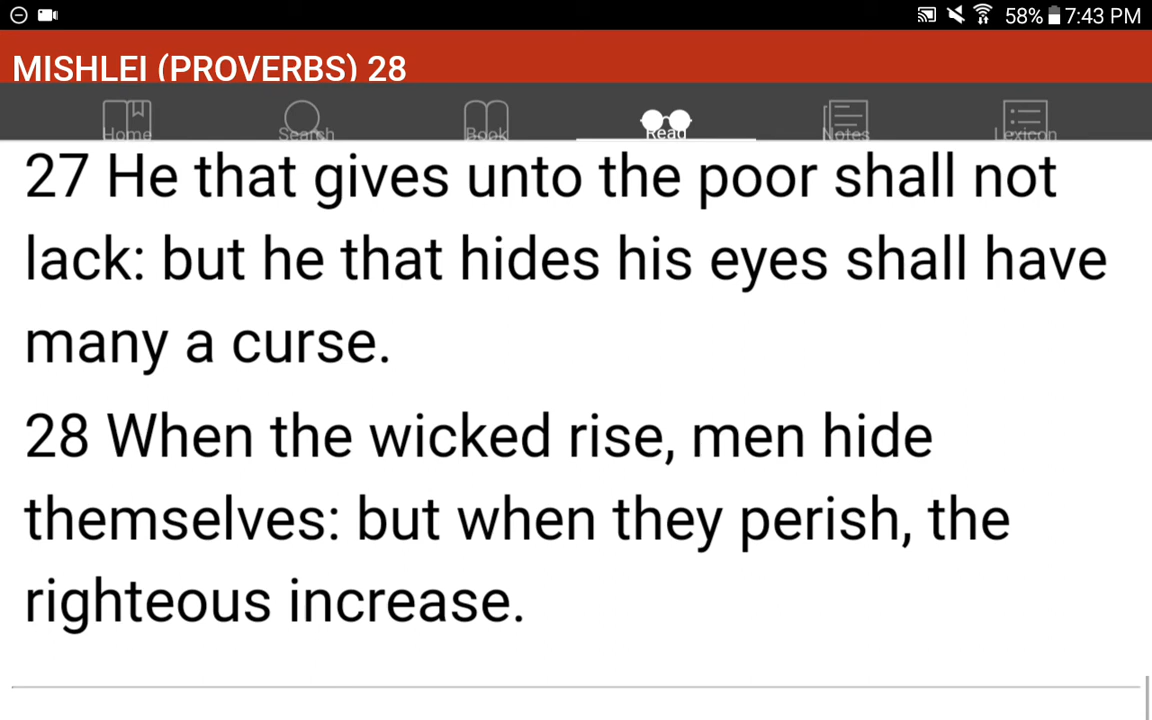 58% 7:43 PM
MISHLEI (PROVERBS) 28
Home Search Book Read Notes Lexicon
27 He that gives unto the poor shall not
lack: but he that hides his eyes shall have
many a curse.
28 When the wicked rise, men hide
themselves: but when they perish, the
righteous increase.